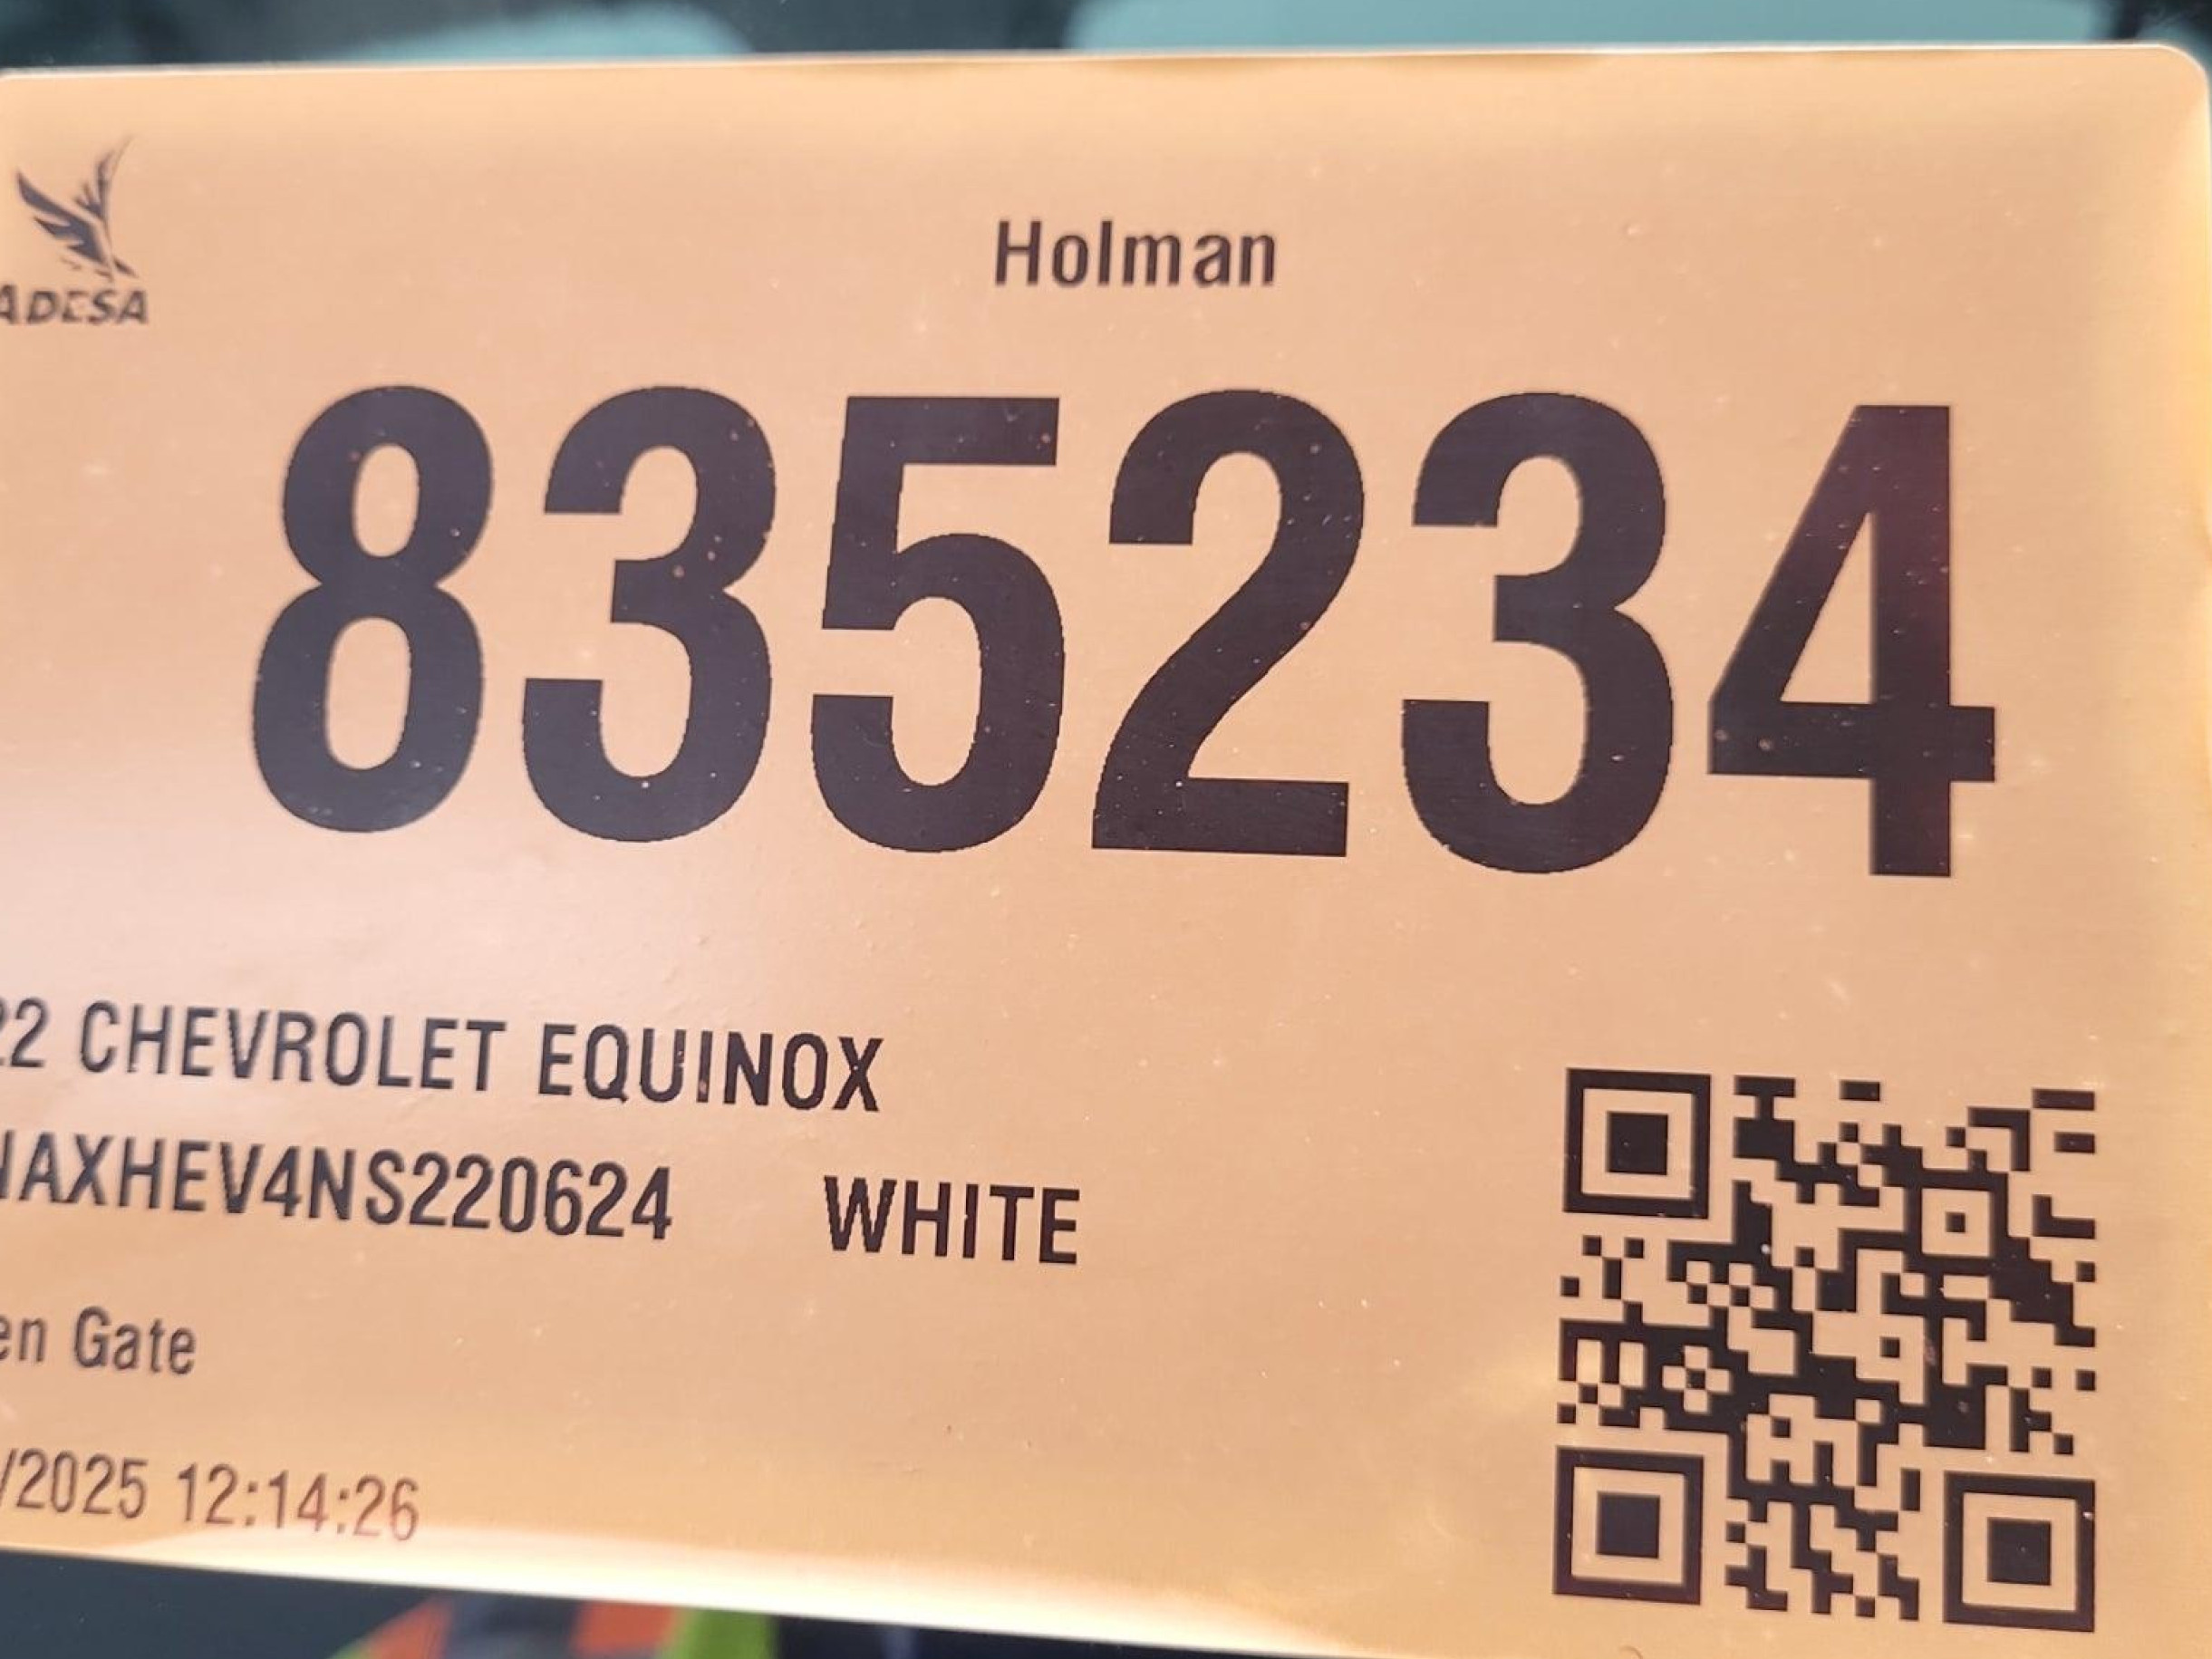 ADESA
Holman
835234
22 CHEVROLET EQUINOX
NAXHEV4NS220624 WHITE
en Gate
/2025 12:14:26